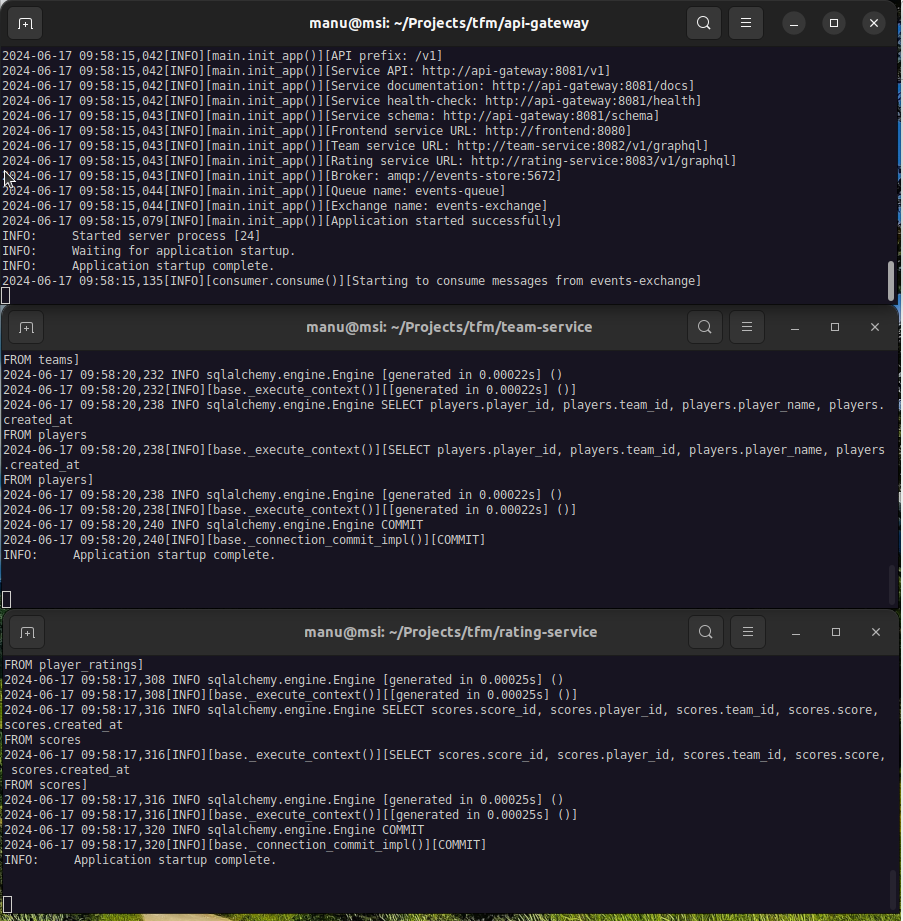 manu@msi: ~/Projects/tfm/api-gateway
2024-06-17 09:58:15,042[INFO][main.init_app()][API prefix: /v1]
2024-06-17 09:58:15,042[INFO][main.init_app()][Service API: http://api-gateway:8081/v1]
2024-06-17 09:58:15,042[INFO][main.init_app()][Service documentation: http://api-gateway:8081/docs]
2024-06-17 09:58:15,042[INFO][main.init_app()][Service health-check: http://api-gateway:8081/health]
2024-06-17 09:58:15,043[INFO][main.init_app()][Service schema: http://api-gateway:8081/schema]
2024-06-17 09:58:15,043[INFO][main.init_app()][Frontend service URL: http://frontend:8080]
2024-06-17 09:58:15,043[INFO][main.init_app()][Team service URL: http://team-service:8082/v1/graphql]
2024-06-17 09:58:15,043[INFO][main.init_app()][Rating service URL: http://rating-service:8083/v1/graphql]
2024-06-17 09:58:15,043[INFO][main.init_app()][Broker: amqp://events-store:5672]
2024-06-17 09:58:15,044[INFO][main.init_app()][Queue name: events-queue]
2024-06-17 09:58:15,044[INFO][main.init_app()][Exchange name: events-exchange]
2024-06-17 09:58:15,079[INFO][main.init_app()][Application started successfully]
INFO:     Started server process [24]
INFO:     Waiting for application startup.
INFO:     Application startup complete.
2024-06-17 09:58:15,135[INFO][consumer.consume()][Starting to consume messages from events-exchange]
manu@msi: ~/Projects/tfm/team-service
FROM teams]
2024-06-17 09:58:20,232 INFO sqlalchemy.engine.Engine [generated in 0.00022s] ()
2024-06-17 09:58:20,232[INFO][base._execute_context()][[generated in 0.00022s] ()]
2024-06-17 09:58:20,238 INFO sqlalchemy.engine.Engine SELECT players.player_id, players.team_id, players.player_name, players.
created_at
FROM players
2024-06-17 09:58:20,238[INFO][base._execute_context()][SELECT players.player_id, players.team_id, players.player_name, players
.created_at
FROM players]
2024-06-17 09:58:20,238 INFO sqlalchemy.engine.Engine [generated in 0.00022s] ()
2024-06-17 09:58:20,238[INFO][base._execute_context()][[generated in 0.00022s] ()]
2024-06-17 09:58:20,240 INFO sqlalchemy.engine.Engine COMMIT
2024-06-17 09:58:20,240[INFO][base._connection_commit_impl()][COMMIT]
INFO:     Application startup complete.
manu@msi: ~/Projects/tfm/rating-service
FROM player_ratings]
2024-06-17 09:58:17,308 INFO sqlalchemy.engine.Engine [generated in 0.00025s] ()
2024-06-17 09:58:17,308[INFO][base._execute_context()][[generated in 0.00025s] ()]
2024-06-17 09:58:17,316 INFO sqlalchemy.engine.Engine SELECT scores.score_id, scores.player_id, scores.team_id, scores.score,
scores.created_at
FROM scores
2024-06-17 09:58:17,316[INFO][base._execute_context()][SELECT scores.score_id, scores.player_id, scores.team_id, scores.score,
 scores.created_at
FROM scores]
2024-06-17 09:58:17,316 INFO sqlalchemy.engine.Engine [generated in 0.00025s] ()
2024-06-17 09:58:17,316[INFO][base._execute_context()][[generated in 0.00025s] ()]
2024-06-17 09:58:17,320 INFO sqlalchemy.engine.Engine COMMIT
2024-06-17 09:58:17,320[INFO][base._connection_commit_impl()][COMMIT]
INFO:     Application startup complete.